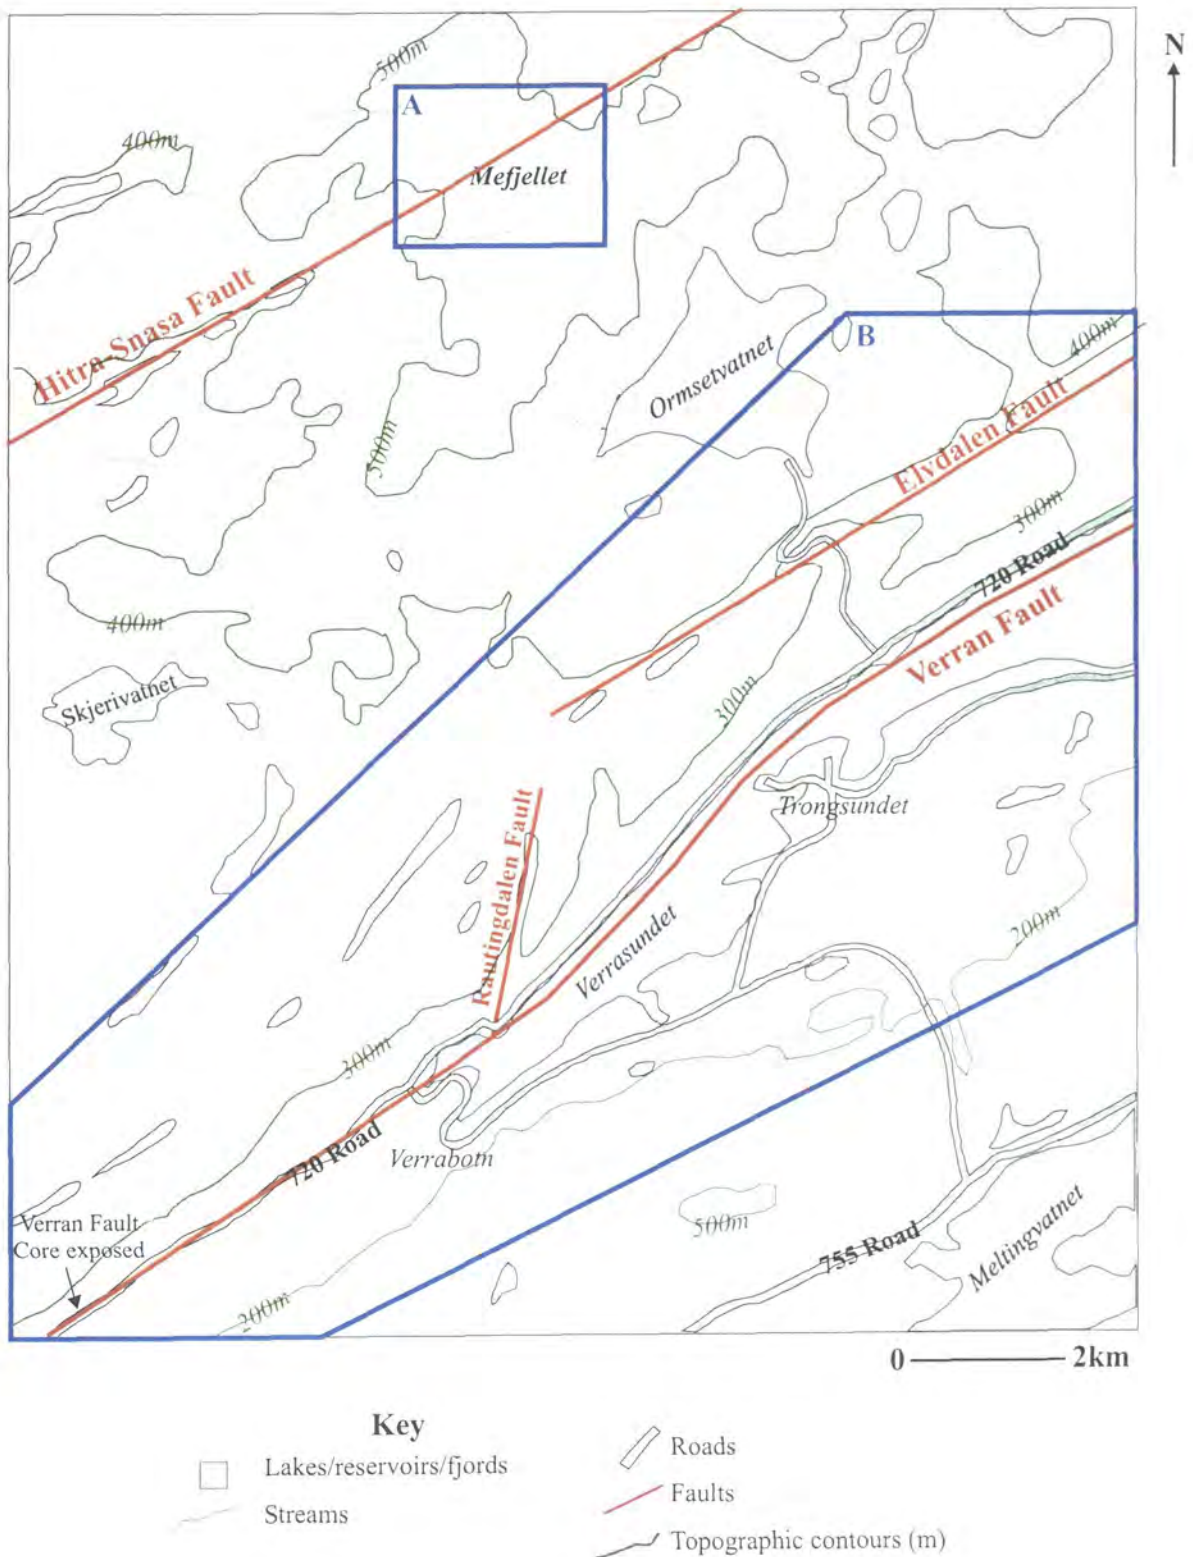 N
500m
A
400m
Mefjellet
Hitra-Snasa Fault
B
400m
Ormsetvatnet
500m
Elvdalen Fault
300m
720 Road
400m
Verran Fault
Skjerivatnet
300m
Trongsundet
Rautingdalen Fault
200m
Verrasundet
300m
720 Road
Verrabotn
Verran Fault
Core exposed
500m
755 Road
Meltingvatnet
200m
0 2km
Key
Lakes/reservoirs/fjords
Streams
Roads
Faults
Topographic contours (m)